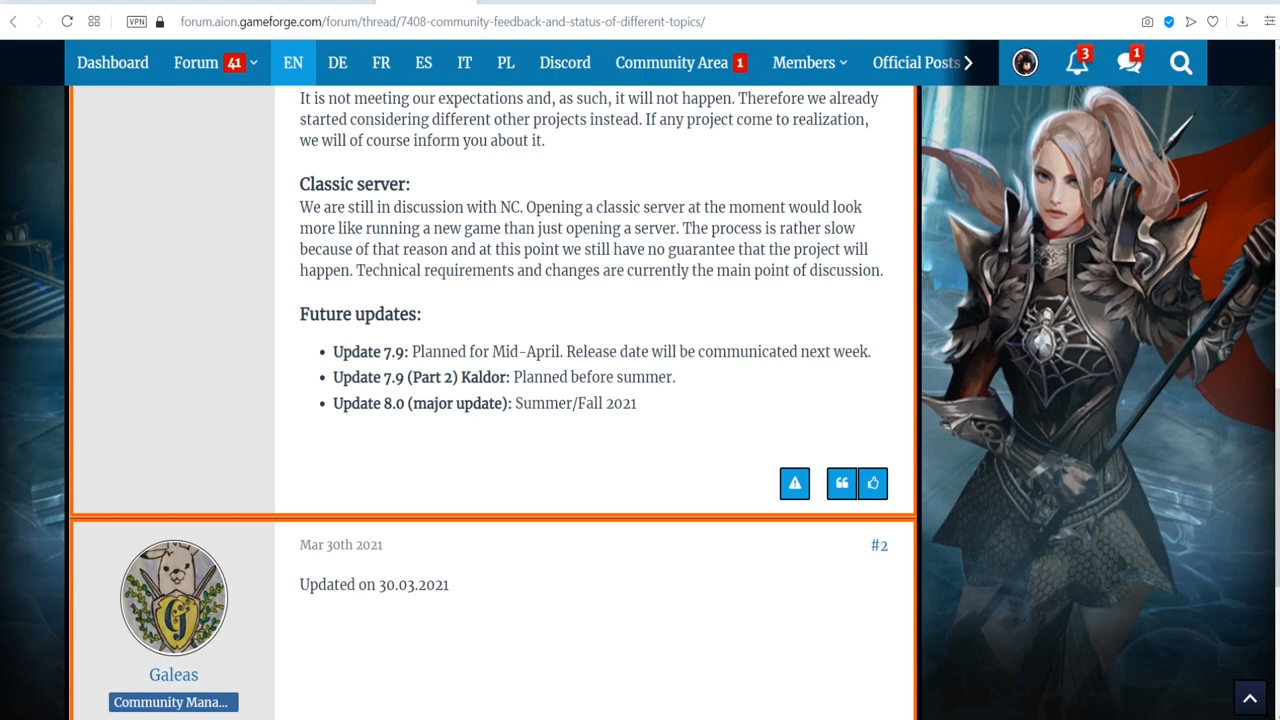 VPN
forum.aion.gameforge.com/forum/thread/7408-community-feedback-and-status-of-different-topics/
Dashboard Forum 41 EN DE FR ES IT PL Discord Community Area 1 Members Official Posts 3 1
It is not meeting our expectations and, as such, it will not happen. Therefore we already
started considering different other projects instead. If any project come to realization,
we will of course inform you about it.
Classic server:
We are still in discussion with NC. Opening a classic server at the moment would look
more like running a new game than just opening a server. The process is rather slow
because of that reason and at this point we still have no guarantee that the project will
happen. Technical requirements and changes are currently the main point of discussion.
Future updates:
• Update 7.9: Planned for Mid-April. Release date will be communicated next week.
• Update 7.9 (Part 2) Kaldor: Planned before summer.
• Update 8.0 (major update): Summer/Fall 2021
Mar 30th 2021 #2
Updated on 30.03.2021
G
Galeas
Community Mana...